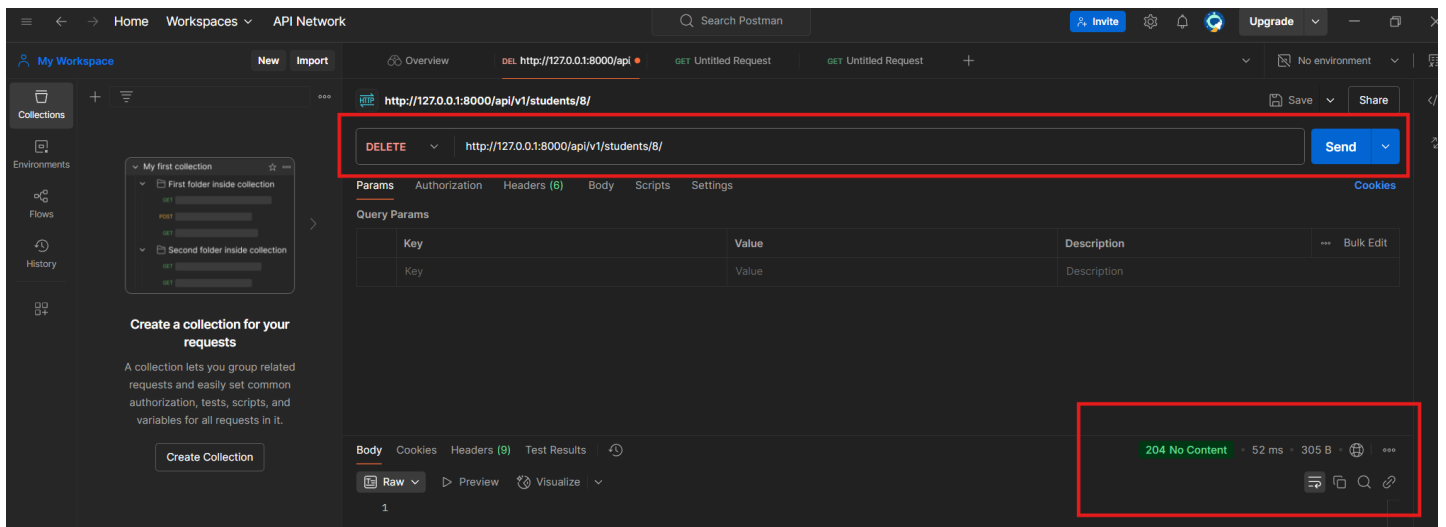 Home Workspaces API Network Search Postman Invite Upgrade
My Workspace New Import Overview DEL http://127.0.0.1:8000/api GET Untitled Request GET Untitled Request No environment
Collections
Environments
Flows
History
My first collection
First folder inside collection
GET
POST
GET
Second folder inside collection
GET
GET
Create a collection for your
requests
A collection lets you group related
requests and easily set common
authorization, tests, scripts, and
variables for all requests in it.
Create Collection
HTTP http://127.0.0.1:8000/api/v1/students/8/ Save Share
DELETE http://127.0.0.1:8000/api/v1/students/8/ Send
Params Authorization Headers (6) Body Scripts Settings Cookies
Query Params
Key Value Description Bulk Edit
Key Value Description
Body Cookies Headers (9) Test Results 204 No Content 52 ms 305 B
Raw Preview Visualize
1